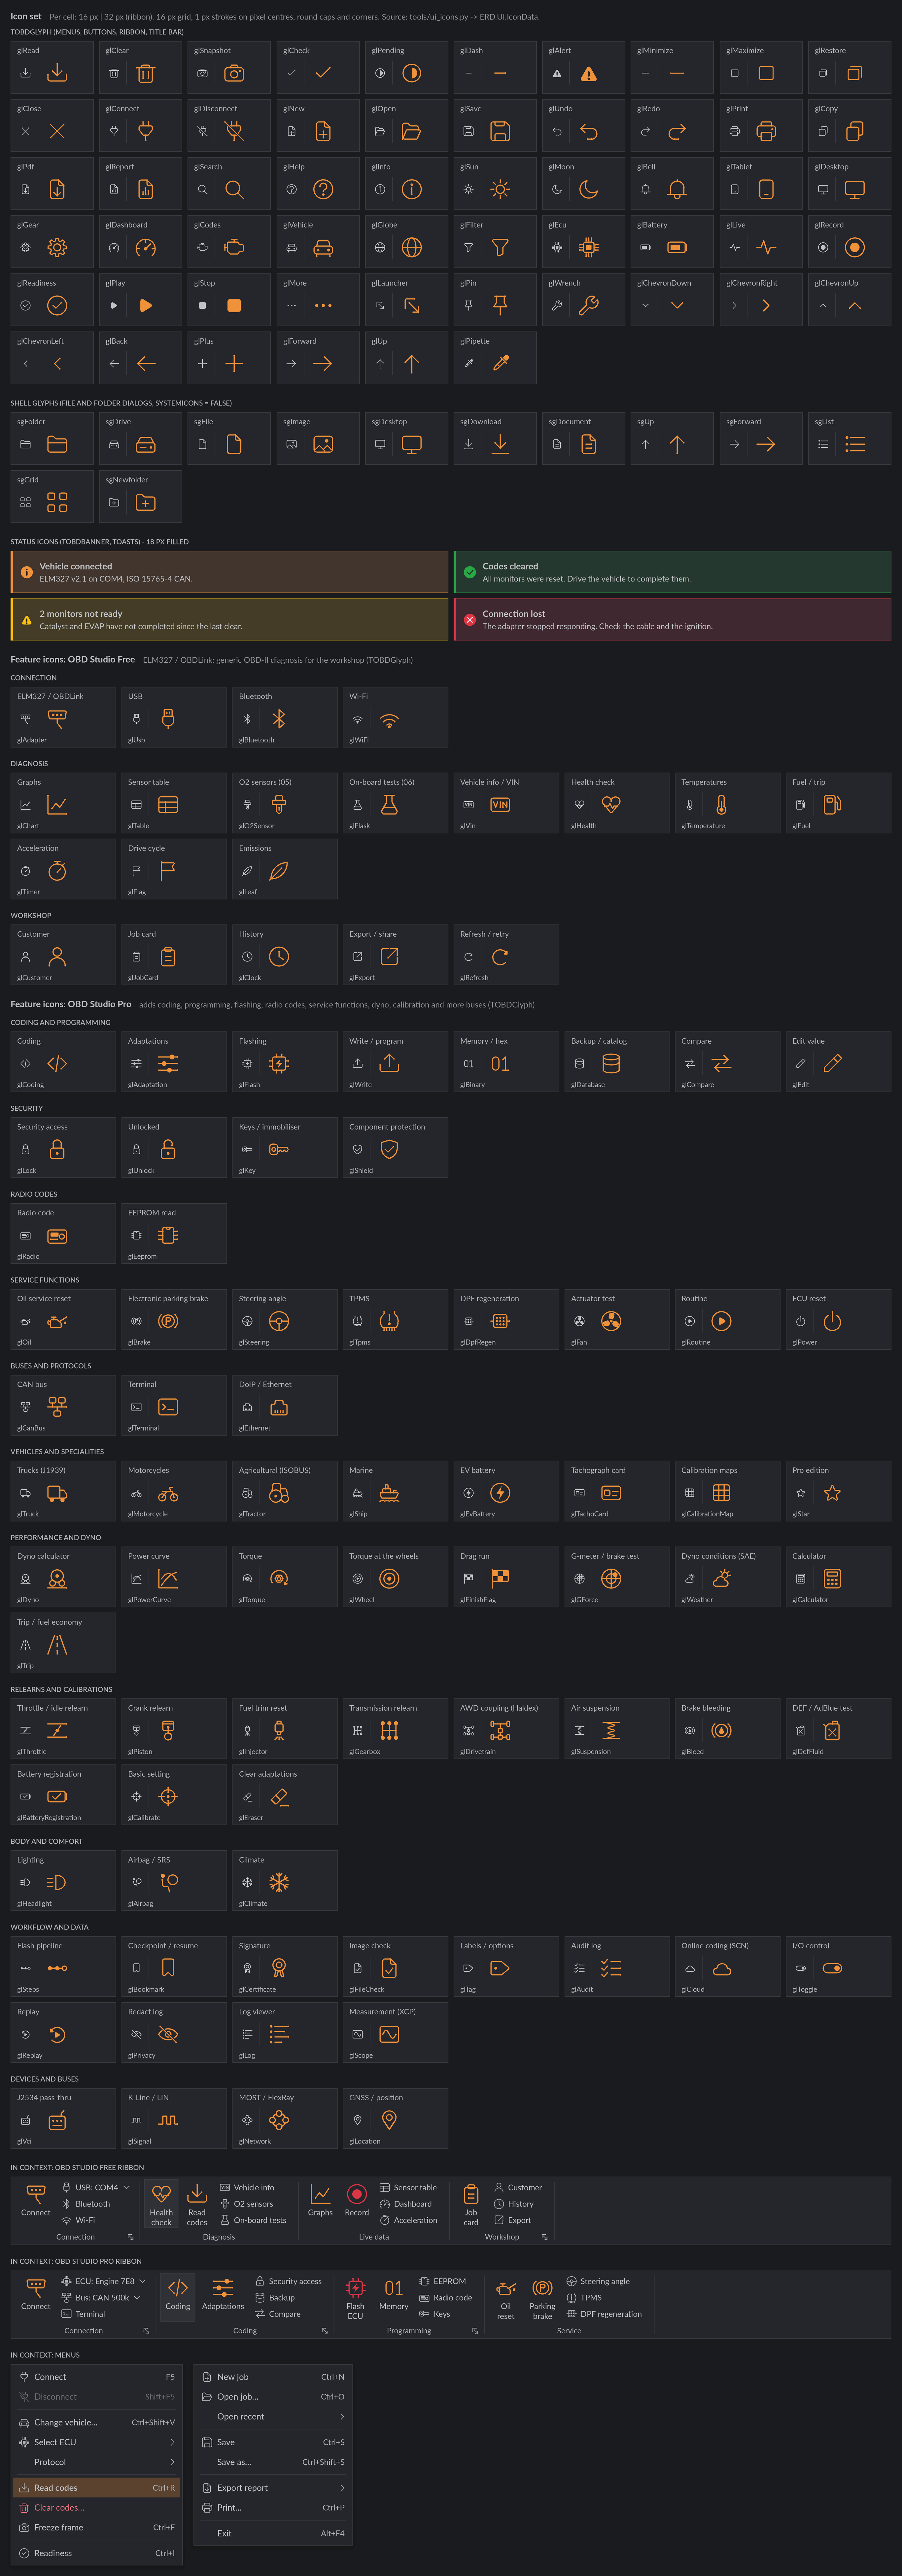 Icon set Per cell: 16 px | 32 px (ribbon). 16 px grid, 1 px strokes on pixel centres, round caps and corners. Source: tools/ui_icons.py -> ERD.UI.IconData.
TOBDGLYPH (MENUS, BUTTONS, RIBBON, TITLE BAR)
glRead glClear glSnapshot glCheck glPending glDash glAlert glMinimize glMaximize glRestore
glClose glConnect glDisconnect glNew glOpen glSave glUndo glRedo glPrint glCopy
glPdf glReport glSearch glHelp glInfo glSun glMoon glBell glTablet glDesktop
glGear glDashboard glCodes glVehicle glGlobe glFilter glEcu glBattery glLive glRecord
glReadiness glPlay glStop glMore glLauncher glPin glWrench glChevronDown glChevronRight glChevronUp
glChevronLeft glBack glPlus glForward glUp glPipette
SHELL GLYPHS (FILE AND FOLDER DIALOGS, SYSTEMICONS = FALSE)
sgFolder sgDrive sgFile sgImage sgDesktop sgDownload sgDocument sgUp sgForward sgList
sgGrid sgNewfolder
STATUS ICONS (TOBDBANNER, TOASTS) - 18 PX FILLED
Vehicle connected
ELM327 v2.1 on COM4, ISO 15765-4 CAN.
Codes cleared
All monitors were reset. Drive the vehicle to complete them.
2 monitors not ready
Catalyst and EVAP have not completed since the last clear.
Connection lost
The adapter stopped responding. Check the cable and the ignition.
Feature icons: OBD Studio Free ELM327 / OBDLink: generic OBD-II diagnosis for the workshop (TOBDGlyph)
CONNECTION
ELM327 / OBDLink USB Bluetooth Wi-Fi
glAdapter glUsb glBluetooth glWiFi
DIAGNOSIS
Graphs Sensor table O2 sensors (05) On-board tests (06) Vehicle info / VIN Health check Temperatures Fuel / trip
VIN VIN
glChart glTable glO2Sensor glFlask glVin glHealth glTemperature glFuel
Acceleration Drive cycle Emissions
glTimer glFlag glLeaf
WORKSHOP
Customer Job card History Export / share Refresh / retry
glCustomer glJobCard glClock glExport glRefresh
Feature icons: OBD Studio Pro adds coding, programming, flashing, radio codes, service functions, dyno, calibration and more buses (TOBDGlyph)
CODING AND PROGRAMMING
Coding Adaptations Flashing Write / program Memory / hex Backup / catalog Compare Edit value
01 01
glCoding glAdaptation glFlash glWrite glBinary glDatabase glCompare glEdit
SECURITY
Security access Unlocked Keys / immobiliser Component protection
glLock glUnlock glKey glShield
RADIO CODES
Radio code EEPROM read
glRadio glEeprom
SERVICE FUNCTIONS
Oil service reset Electronic parking brake Steering angle TPMS DPF regeneration Actuator test Routine ECU reset
glOil glBrake glSteering glTpms glDpfRegen glFan glRoutine glPower
BUSES AND PROTOCOLS
CAN bus Terminal DoIP / Ethernet
glCanBus glTerminal glEthernet
VEHICLES AND SPECIALITIES
Trucks (J1939) Motorcycles Agricultural (ISOBUS) Marine EV battery Tachograph card Calibration maps Pro edition
glTruck glMotorcycle glTractor glShip glEvBattery glTachoCard glCalibrationMap glStar
PERFORMANCE AND DYNO
Dyno calculator Power curve Torque Torque at the wheels Drag run G-meter / brake test Dyno conditions (SAE) Calculator
glDyno glPowerCurve glTorque glWheel glFinishFlag glGForce glWeather glCalculator
Trip / fuel economy
glTrip
RELEARNS AND CALIBRATIONS
Throttle / idle relearn Crank relearn Fuel trim reset Transmission relearn AWD coupling (Haldex) Air suspension Brake bleeding DEF / AdBlue test
glThrottle glPiston glInjector glGearbox glDrivetrain glSuspension glBleed glDefFluid
Battery registration Basic setting Clear adaptations
glBatteryRegistration glCalibrate glEraser
BODY AND COMFORT
Lighting Airbag / SRS Climate
glHeadlight glAirbag glClimate
WORKFLOW AND DATA
Flash pipeline Checkpoint / resume Signature Image check Labels / options Audit log Online coding (SCN) I/O control
glSteps glBookmark glCertificate glFileCheck glTag glAudit glCloud glToggle
Replay Redact log Log viewer Measurement (XCP)
glReplay glPrivacy glLog glScope
DEVICES AND BUSES
J2534 pass-thru K-Line / LIN MOST / FlexRay GNSS / position
glVci glSignal glNetwork glLocation
IN CONTEXT: OBD STUDIO FREE RIBBON
Connect
USB: COM4
Bluetooth
Wi-Fi
Connection
Health check
Read codes
Vehicle info
O2 sensors
On-board tests
Diagnosis
Graphs
Record
Sensor table
Dashboard
Acceleration
Live data
Job card
Customer
History
Export
Workshop
IN CONTEXT: OBD STUDIO PRO RIBBON
Connect
ECU: Engine 7E8
Bus: CAN 500k
Terminal
Connection
Coding
Adaptations
Security access
Backup
Compare
Coding
Flash ECU
01
Memory
EEPROM
Radio code
Keys
Programming
Oil reset
Parking brake
Steering angle
TPMS
DPF regeneration
Service
IN CONTEXT: MENUS
Connect F5
Disconnect Shift+F5
Change vehicle... Ctrl+Shift+V
Select ECU
Protocol
Read codes Ctrl+R
Clear codes...
Freeze frame Ctrl+F
Readiness Ctrl+I
New job Ctrl+N
Open job... Ctrl+O
Open recent
Save Ctrl+S
Save as... Ctrl+Shift+S
Export report
Print... Ctrl+P
Exit Alt+F4